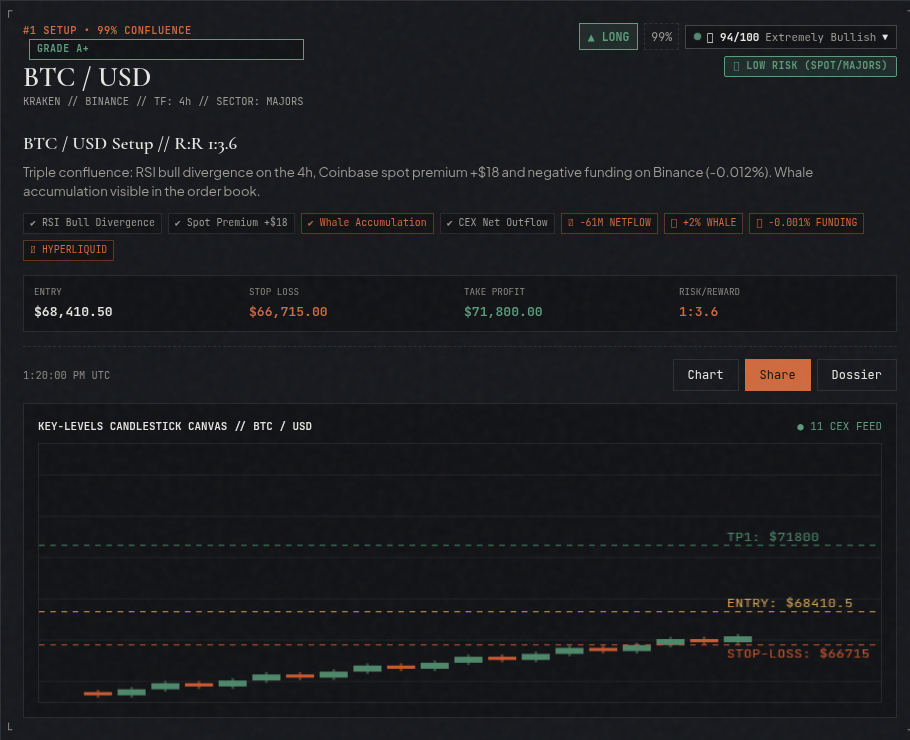 #1 SETUP • 99% CONFLUENCE
GRADE A+
▲ LONG
99%
94/100 Extremely Bullish ▼
LOW RISK (SPOT/MAJORS)
BTC / USD
KRAKEN // BINANCE // TF: 4h // SECTOR: MAJORS
BTC / USD Setup // R:R 1:3.6
Triple confluence: RSI bull divergence on the 4h, Coinbase spot premium +$18 and negative funding on Binance (-0.012%). Whale
accumulation visible in the order book.
✔ RSI Bull Divergence
✔ Spot Premium +$18
✔ Whale Accumulation
✔ CEX Net Outflow
-61M NETFLOW
+2% WHALE
-0.001% FUNDING
HYPERLIQUID
ENTRY
$68,410.50
STOP LOSS
$66,715.00
TAKE PROFIT
$71,800.00
RISK/REWARD
1:3.6
1:20:00 PM UTC
Chart
Share
Dossier
KEY-LEVELS CANDLESTICK CANVAS // BTC / USD
● 11 CEX FEED
TP1: $71800
ENTRY: $68410.5
STOP-LOSS: $66715